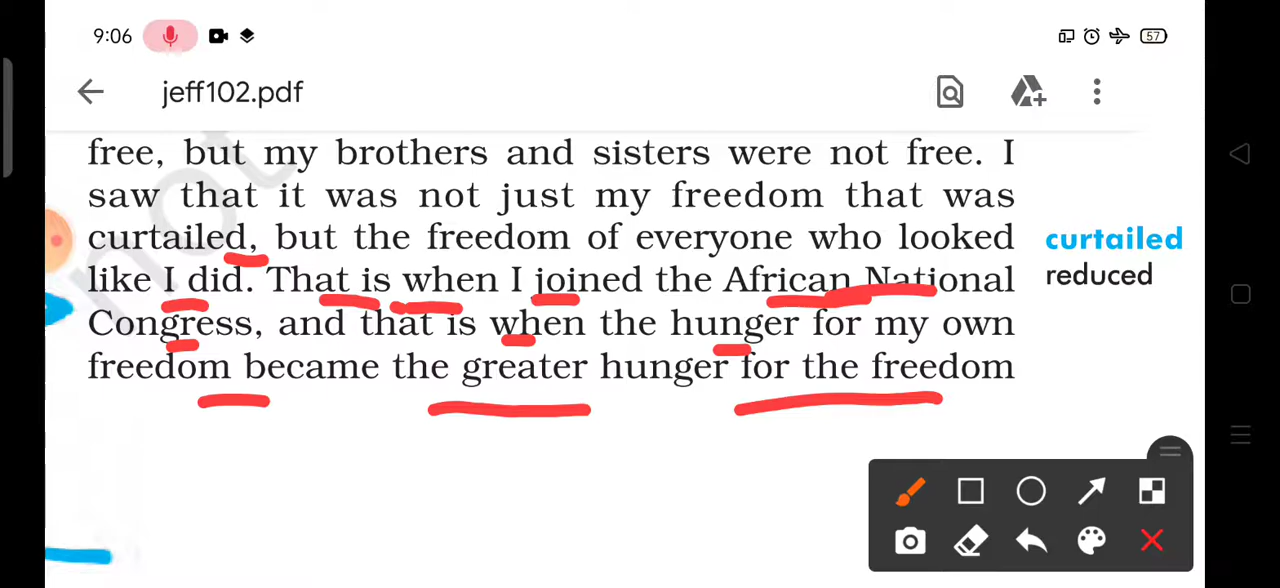 9:06
57
jeff102.pdf
not
free, but my brothers and sisters were not free. I
saw that it was not just my freedom that was
curtailed, but the freedom of everyone who looked
like I did. That is when I joined the African National
Congress, and that is when the hunger for my own
freedom became the greater hunger for the freedom
curtailed
reduced